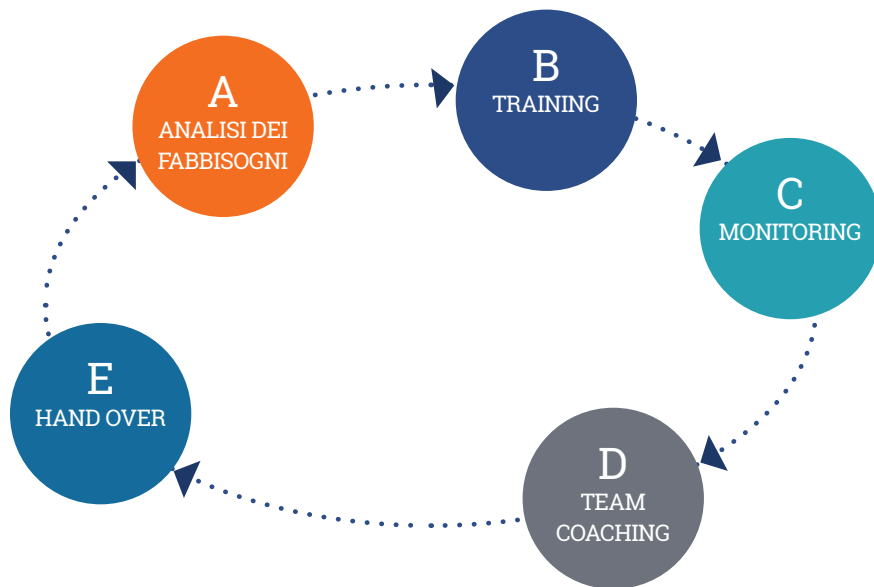 A
ANALISI DEI
FABBISOGNI
B
TRAINING
C
MONITORING
D
TEAM
COACHING
E
HAND OVER